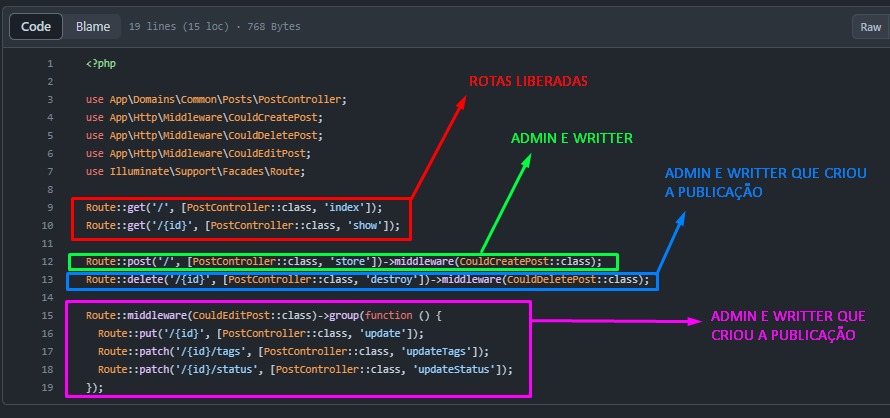 Code Blame 19 lines (15 loc) · 768 Bytes Raw
1 <?php
2
3 use App\Domains\Common\Posts\PostController;
4 use App\Http\Middleware\CouldCreatePost;
5 use App\Http\Middleware\CouldDeletePost;
6 use App\Http\Middleware\CouldEditPost;
7 use Illuminate\Support\Facades\Route;
8
9 Route::get('/', [PostController::class, 'index']);
10 Route::get('/{id}', [PostController::class, 'show']);
11
12 Route::post('/', [PostController::class, 'store'])->middleware(CouldCreatePost::class);
13 Route::delete('/{id}', [PostController::class, 'destroy'])->middleware(CouldDeletePost::class);
14
15 Route::middleware(CouldEditPost::class)->group(function () {
16 Route::put('/{id}', [PostController::class, 'update']);
17 Route::patch('/{id}/tags', [PostController::class, 'updateTags']);
18 Route::patch('/{id}/status', [PostController::class, 'updateStatus']);
19 });
ROTAS LIBERADAS
ADMIN E WRITTER
ADMIN E WRITTER QUE CRIOU
A PUBLICAÇÃO
ADMIN E WRITTER QUE
CRIOU A PUBLICAÇÃO